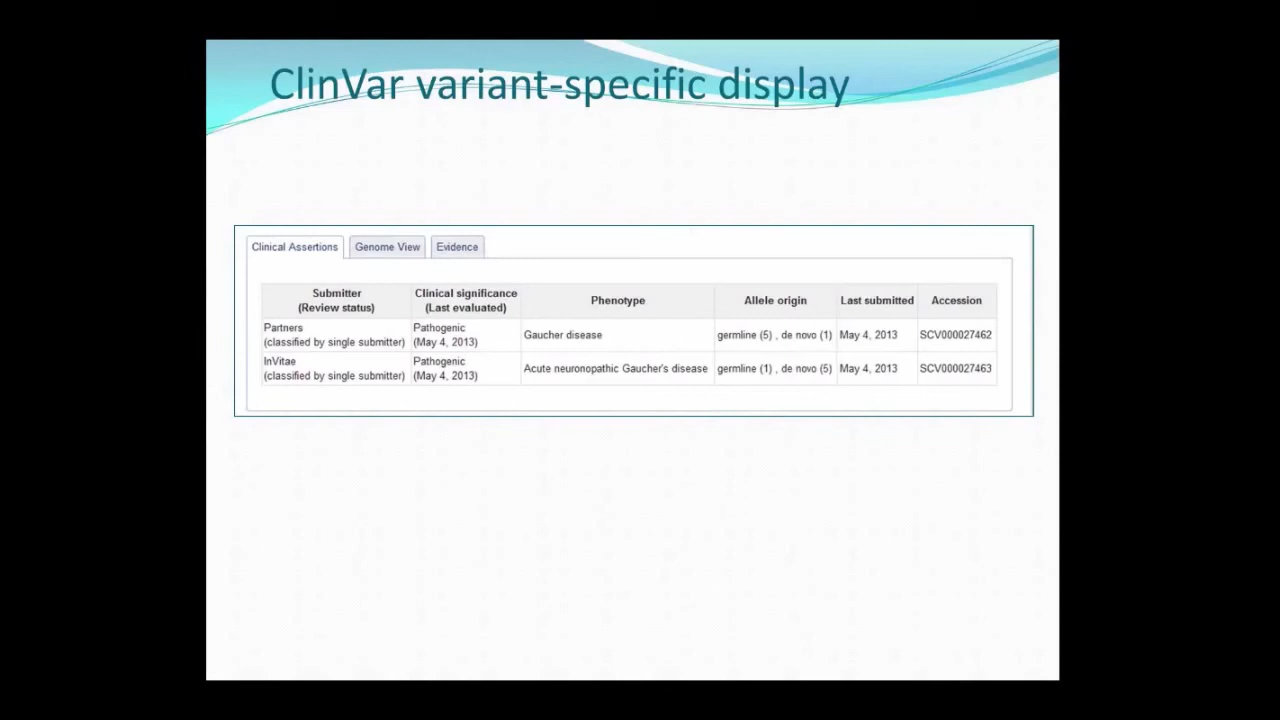 ClinVar variant-specific display
Clinical Assertions Genome View Evidence
Submitter
(Review status)
Clinical significance
(Last evaluated)
Phenotype
Allele origin
Last submitted
Accession
Partners
(classified by single submitter)
Pathogenic
(May 4, 2013)
Gaucher disease
germline (5) , de novo (1)
May 4, 2013
SCV000027462
InVitae
(classified by single submitter)
Pathogenic
(May 4, 2013)
Acute neuronopathic Gaucher's disease
germline (1) , de novo (5)
May 4, 2013
SCV000027463